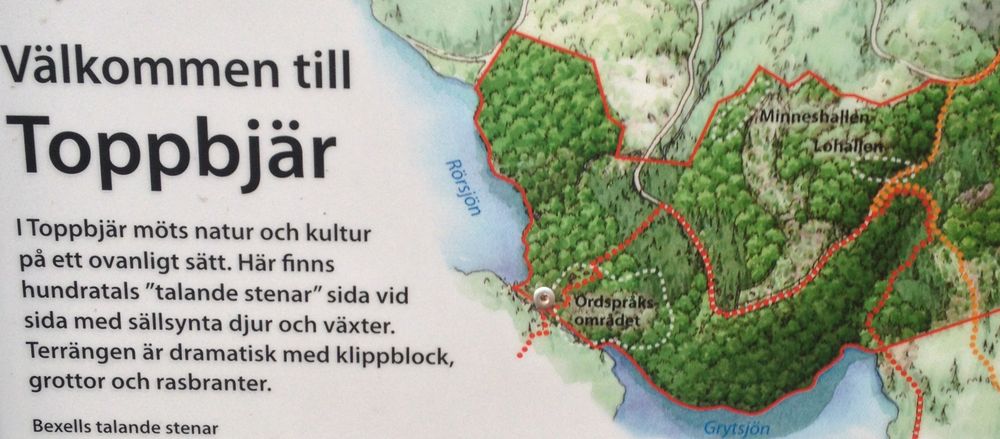 Välkommen till
Toppbjär
I Toppbjär möts natur och kultur
på ett ovanligt sätt. Här finns
hundratals "talande stenar" sida vid
sida med sällsynta djur och växter.
Terrängen är dramatisk med klippblock,
grottor och rasbranter.
Bexells talande stenar
Rörsjön
Minneshallen
Lohallen
Ordspråks-
området
Grytsjön